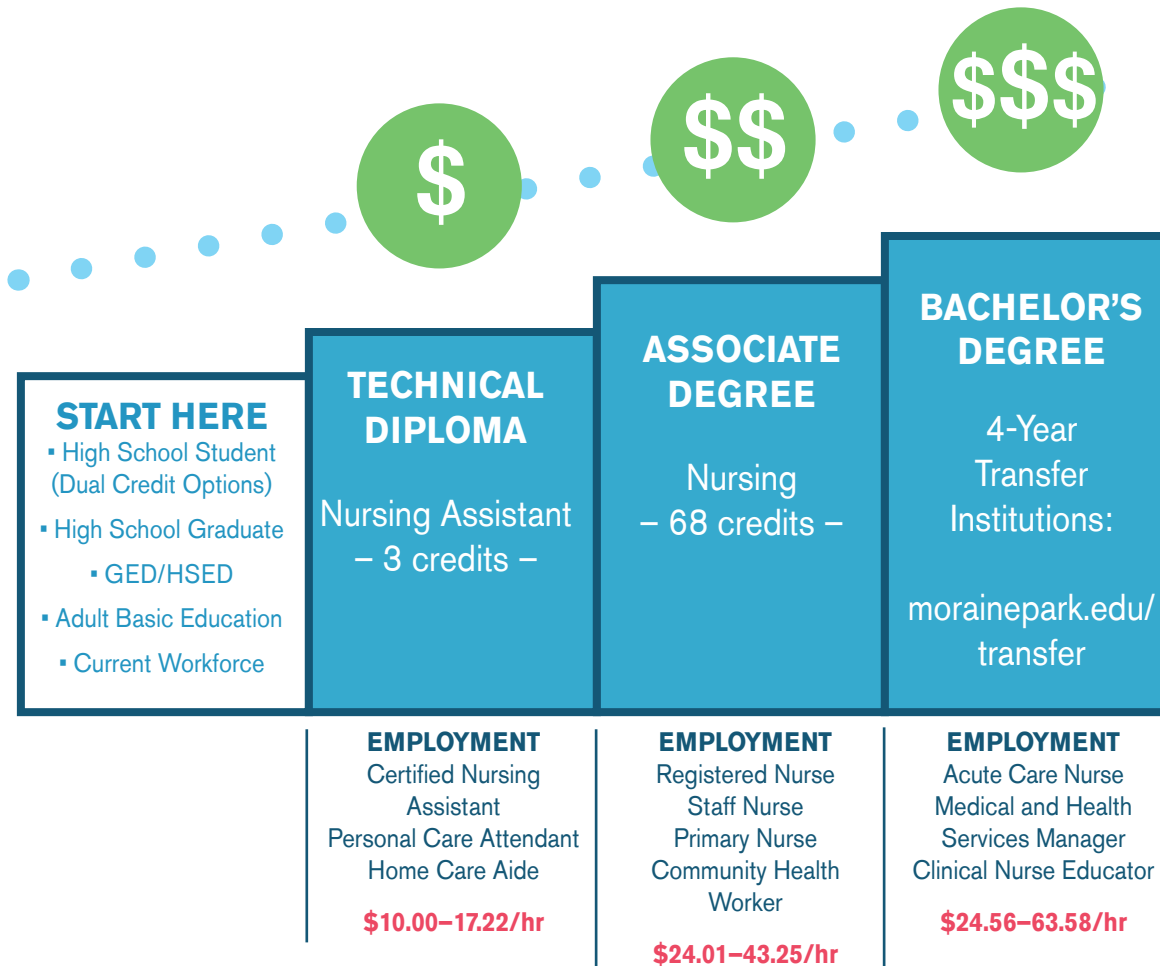 $
$$
$$$
START HERE
▪ High School Student
(Dual Credit Options)
▪ High School Graduate
▪ GED/HSED
▪ Adult Basic Education
▪ Current Workforce
TECHNICAL
DIPLOMA
Nursing Assistant
– 3 credits –
EMPLOYMENT
Certified Nursing
Assistant
Personal Care Attendant
Home Care Aide
$10.00–17.22/hr
ASSOCIATE
DEGREE
Nursing
– 68 credits –
EMPLOYMENT
Registered Nurse
Staff Nurse
Primary Nurse
Community Health
Worker
$24.01–43.25/hr
BACHELOR'S
DEGREE
4-Year
Transfer
Institutions:
morainepark.edu/
transfer
EMPLOYMENT
Acute Care Nurse
Medical and Health
Services Manager
Clinical Nurse Educator
$24.56–63.58/hr